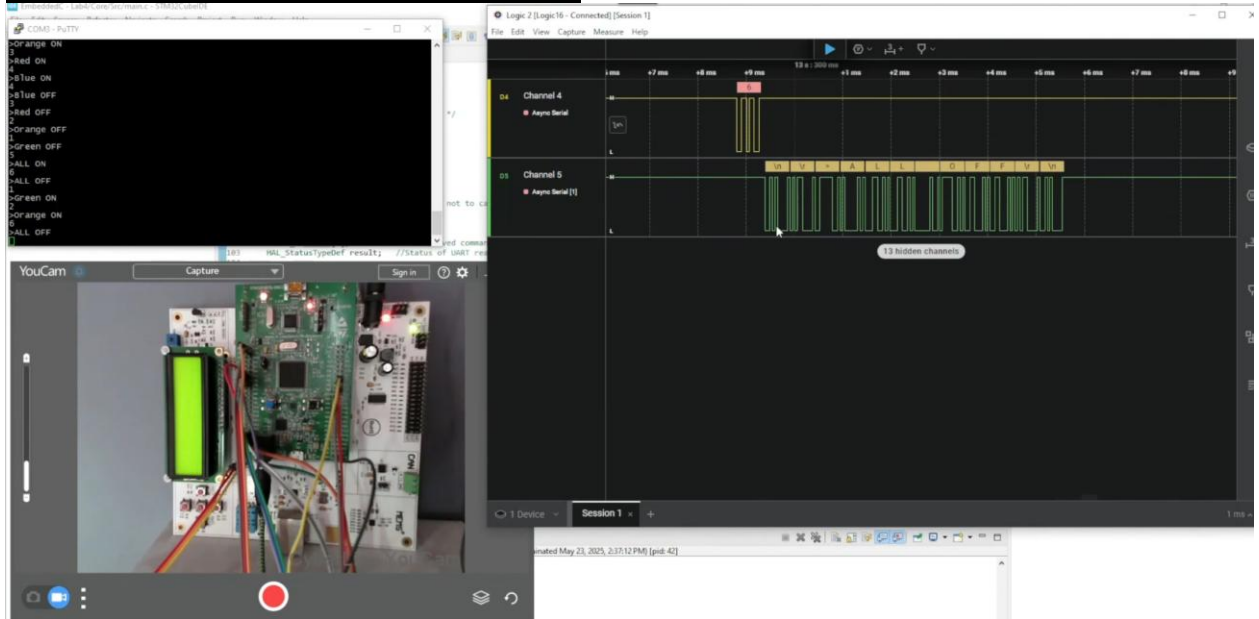 EmbeddedC - Lab4/Core/Src/main.c - STM32CubeIDE
COM3 - PuTTY
>Orange ON
3
>Red ON
4
>Blue ON
4
>Blue OFF
3
>Red OFF
2
>Orange OFF
1
>Green OFF
5
>ALL ON
6
>ALL OFF
1
>Green ON
2
>Orange ON
6
>ALL OFF
*/
not to ca
ved comman
103 HAL_StatusTypeDef result; //Status of UART res
Logic 2 [Logic16 - Connected] [Session 1]
File Edit View Capture Measure Help
13 s : 300 ms
+7 ms +8 ms +9 ms +1 ms +2 ms +3 ms +4 ms +5 ms +6 ms +7 ms +8 ms +9
D4 Channel 4
Async Serial
H
L
6
D5 Channel 5
Async Serial [1]
H
L
\n \r > A L L O F F \r \n
13 hidden channels
1 Device
Session 1 × +
1 ms
YouCam
Capture
Sign in
CAN
MEMS
YouCam
minated May 23, 2025, 2:37:12 PM) [pid: 42]